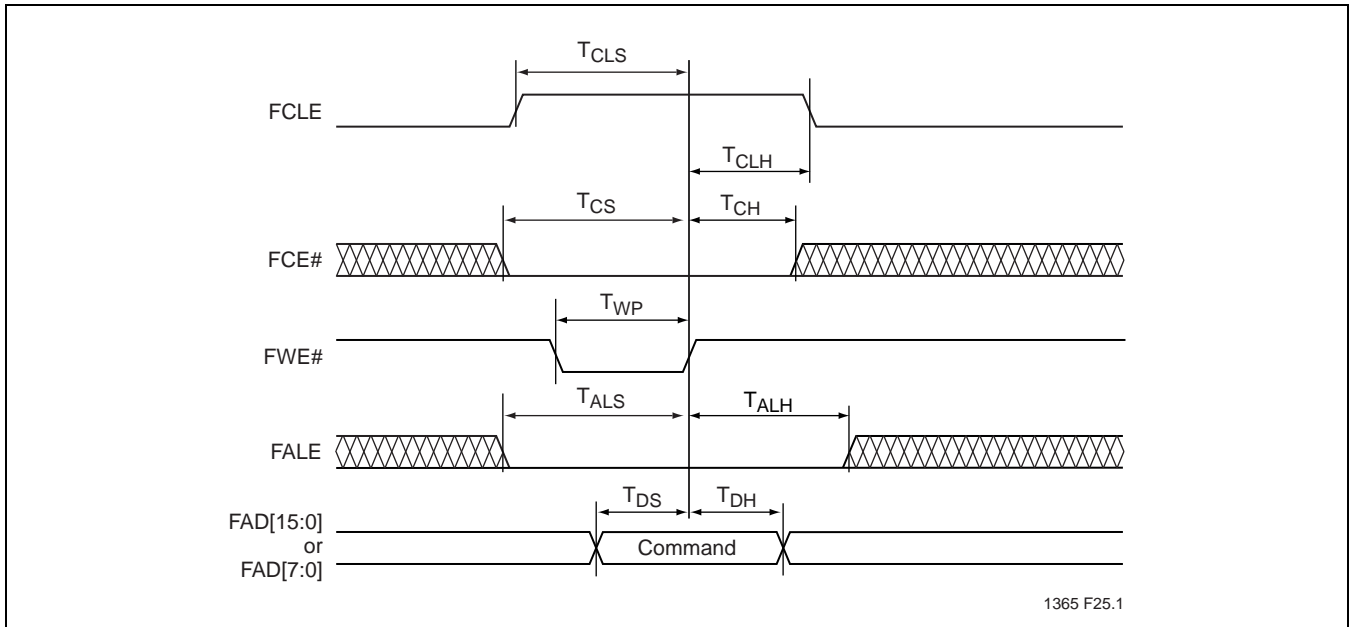 TCLS
FCLE
TCLH
TCS
TCH
FCE#
TWP
FWE#
TALS
TALH
FALE
TDS
TDH
FAD[15:0]
or
FAD[7:0]
Command
1365 F25.1